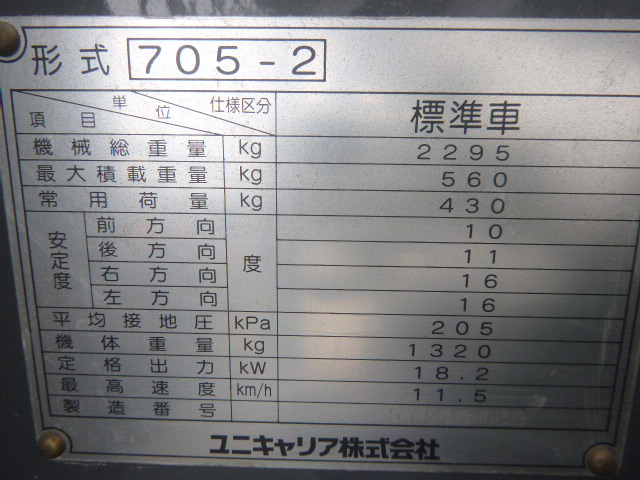 形式 705-2
単位 仕様区分
項目 標準車
機械総重量 kg 2295
最大積載重量 kg 560
常用荷重 kg 430
安定度 前方向 度 10
後方向 11
右方向 16
左方向 16
平均接地圧 kPa 205
機体重量 kg 1320
定格出力 kW 18.2
最高速度 km/h 11.5
製造番号
ユニキャリア株式会社